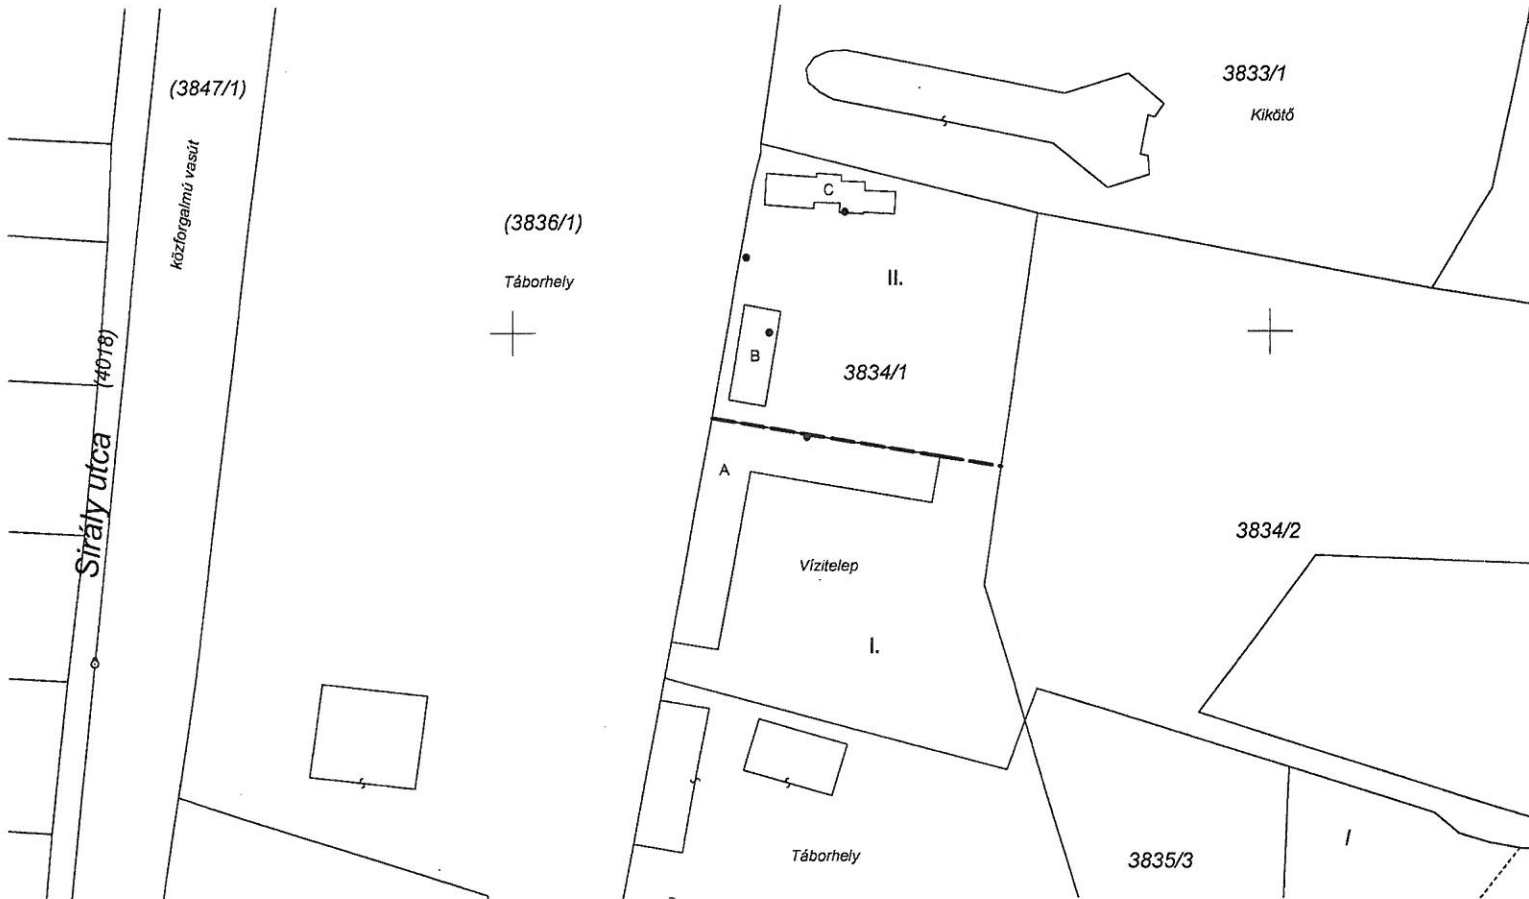 (3847/1)
közforgalmú vasút
3833/1
Kikötő
C
(3836/1)
Táborhely
II.
B
3834/1
Sirály utca
(4018)
A
3834/2
Vízitelep
I.
Táborhely
3835/3
I